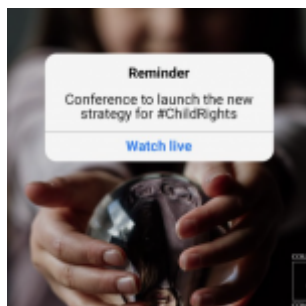 Reminder
Conference to launch the new
strategy for #ChildRights
Watch live